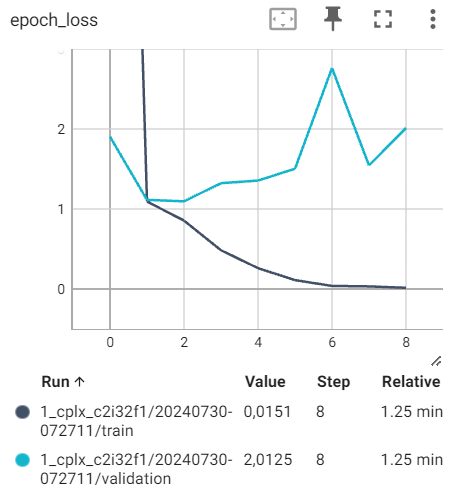 epoch_loss
2
1
0
0 2 4 6 8
Run ↑ Value Step Relative
1_cplx_c2i32f1/20240730- 0,0151 8 1.25 min
072711/train
1_cplx_c2i32f1/20240730- 2,0125 8 1.25 min
072711/validation